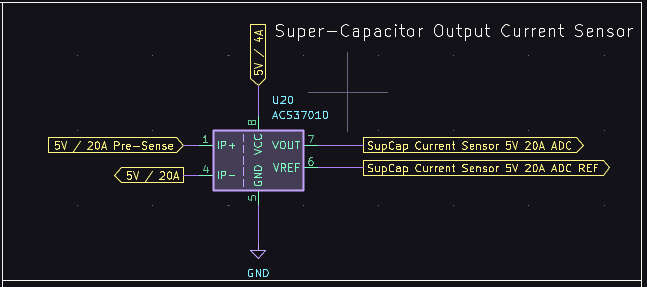 Super-Capacitor Output Current Sensor
5V / 4A
U20
ACS37010
8
VCC
5V / 20A Pre-Sense
1
IP+
VOUT
7
SupCap Current Sensor 5V 20A ADC
5V / 20A
4
IP-
VREF
6
SupCap Current Sensor 5V 20A ADC REF
GND
5
GND